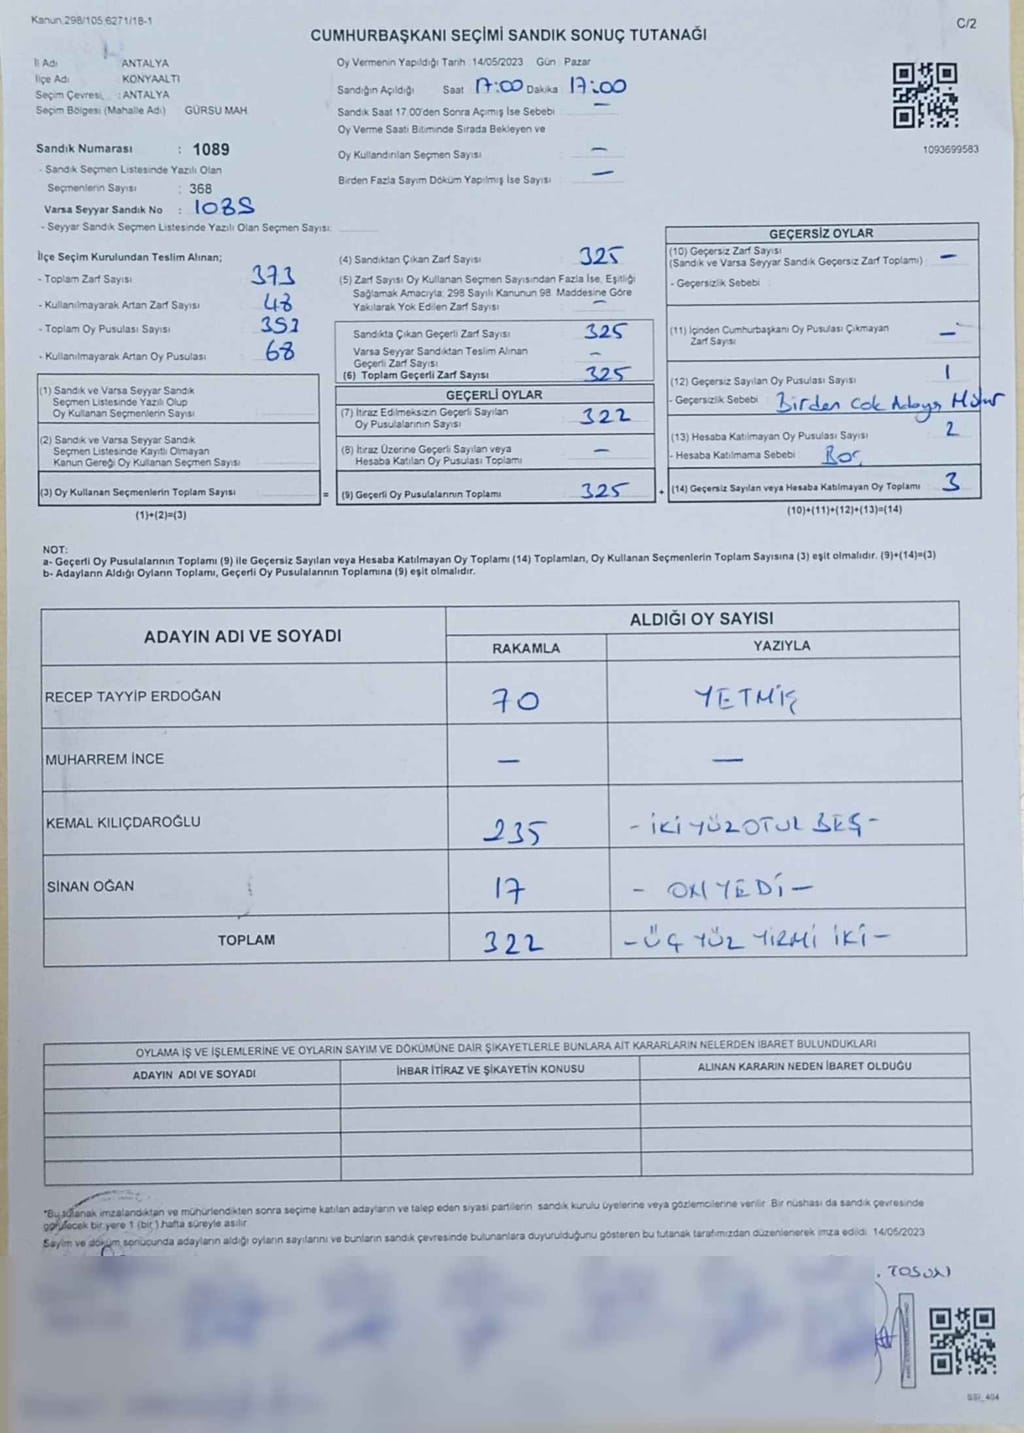 Kanun.298/105.6271/18-1
C/2
CUMHURBAŞKANI SEÇİMİ SANDIK SONUÇ TUTANAĞI
İl Adı ANTALYA
İlçe Adı KONYAALTI
Seçim Çevresi : ANTALYA
Seçim Bölgesi (Mahalle Adı) GÜRSU MAH
Sandık Numarası : 1089
- Sandık Seçmen Listesinde Yazılı Olan
Seçmenlerin Sayısı : 368
Varsa Seyyar Sandık No :
- Seyyar Sandık Seçmen Listesinde Yazılı Olan Seçmen Sayısı:
Oy Vermenin Yapıldığı Tarih :14/05/2023 Gün : Pazar
Sandığın Açıldığı Saat 17:00 Dakika 17:00
Sandık Saat 17.00'den Sonra Açımış İse Sebebi —
Oy Verme Saati Bitiminde Sırada Bekleyen ve
Oy Kullandırılan Seçmen Sayısı —
Birden Fazla Sayım Döküm Yapılmış İse Sayısı —
1093699583
İlçe Seçim Kurulundan Teslim Alınan;
- Toplam Zarf Sayısı 373
- Kullanılmayarak Artan Zarf Sayısı 48
- Toplam Oy Pusulası Sayısı
- Kullanılmayarak Artan Oy Pusulası 68
(1) Sandık ve Varsa Seyyar Sandık
Seçmen Listesinde Yazılı Olup
Oy Kullanan Seçmenlerin Sayısı
(2) Sandık ve Varsa Seyyar Sandık
Seçmen Listesinde Kayıtlı Olmayan
Kanun Gereği Oy Kullanan Seçmen Sayısı
(3) Oy Kullanan Seçmenlerin Toplam Sayısı =
(1)+(2)=(3)
(4) Sandıktan Çıkan Zarf Sayısı 325
(5) Zarf Sayısı Oy Kullanan Seçmen Sayısından Fazla İse, Eşitliği
Sağlamak Amacıyla; 298 Sayılı Kanunun 98. Maddesine Göre
Yakılarak Yok Edilen Zarf Sayısı —
Sandıkta Çıkan Geçerli Zarf Sayısı 325
Varsa Seyyar Sandıktan Teslim Alınan
Geçerli Zarf Sayısı —
(6) Toplam Geçerli Zarf Sayısı 325
GEÇERLİ OYLAR
(7) İtiraz Edilmeksizin Geçerli Sayılan
Oy Pusulalarının Sayısı 322
(8) İtiraz Üzerine Geçerli Sayılan veya
Hesaba Katılan Oy Pusulası Toplamı —
(9) Geçerli Oy Pusulalarının Toplamı 325 +
GEÇERSİZ OYLAR
(10) Geçersiz Zarf Sayısı
(Sandık ve Varsa Seyyar Sandık Geçersiz Zarf Toplamı) —
- Geçersizlik Sebebi
(11) İçinden Cumhurbaşkanı Oy Pusulası Çıkmayan
Zarf Sayısı —
(12) Geçersiz Sayılan Oy Pusulası Sayısı 1
- Geçersizlik Sebebi Birden Cok Adaya Mühür
(13) Hesaba Katılmayan Oy Pusulası Sayısı 2
- Hesaba Katılmama Sebebi Boş
(14) Geçersiz Sayılan veya Hesaba Katılmayan Oy Toplamı 3
(10)+(11)+(12)+(13)=(14)
NOT:
a- Geçerli Oy Pusulalarının Toplamı (9) ile Geçersiz Sayılan veya Hesaba Katılmayan Oy Toplamı (14) Toplamları, Oy Kullanan Seçmenlerin Toplam Sayısına (3) eşit olmalıdır. (9)+(14)=(3)
b- Adayların Aldığı Oyların Toplamı, Geçerli Oy Pusulalarının Toplamına (9) eşit olmalıdır.
ADAYIN ADI VE SOYADI
ALDIĞI OY SAYISI
RAKAMLA YAZIYLA
RECEP TAYYİP ERDOĞAN 70 YETMİŞ
MUHARREM İNCE — —
KEMAL KILIÇDAROĞLU 235 - İKİ YÜZ OTUZ BEŞ -
SİNAN OĞAN 17 - ON YEDİ -
TOPLAM 322 - ÜÇ YÜZ YİRMİ İKİ -
OYLAMA İŞ VE İŞLEMLERİNE VE OYLARIN SAYIM VE DÖKÜMÜNE DAİR ŞİKAYETLERLE BUNLARA AİT KARARLARIN NELERDEN İBARET BULUNDUKLARI
ADAYIN ADI VE SOYADI İHBAR İTİRAZ VE ŞİKAYETİN KONUSU ALINAN KARARIN NEDEN İBARET OLDUĞU
*Bu tutanak imzalandıktan ve mühürlendikten sonra seçime katılan adayların ve talep eden siyasi partilerin sandık kurulu üyelerine veya gözlemcilerine verilir. Bir nüshası da sandık çevresinde
görülecek bir yere 1 (bir) hafta süreyle asılır.
Sayım ve döküm sonucunda adayların aldığı oyların sayılarını ve bunların sandık çevresinde bulunanlara duyurulduğunu gösteren bu tutanak tarafımızdan düzenlenerek imza edildi. 14/05/2023
. TOSUN
SSI_404